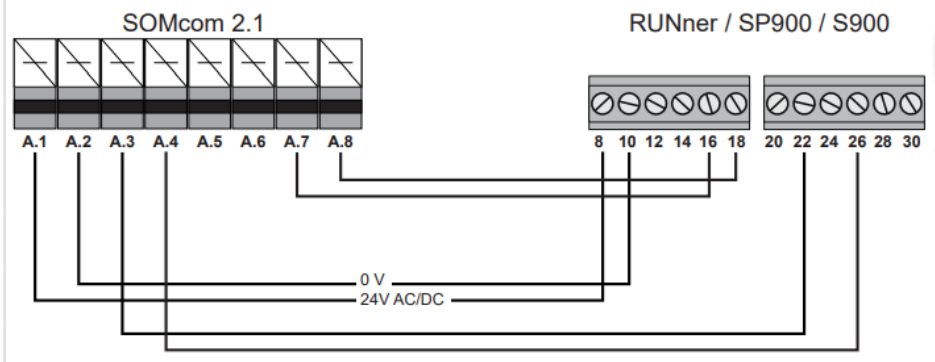 SOMcom 2.1
RUNner / SP900 / S900
A.1 A.2 A.3 A.4 A.5 A.6 A.7 A.8
8 10 12 14 16 18 20 22 24 26 28 30
0 V
24V AC/DC